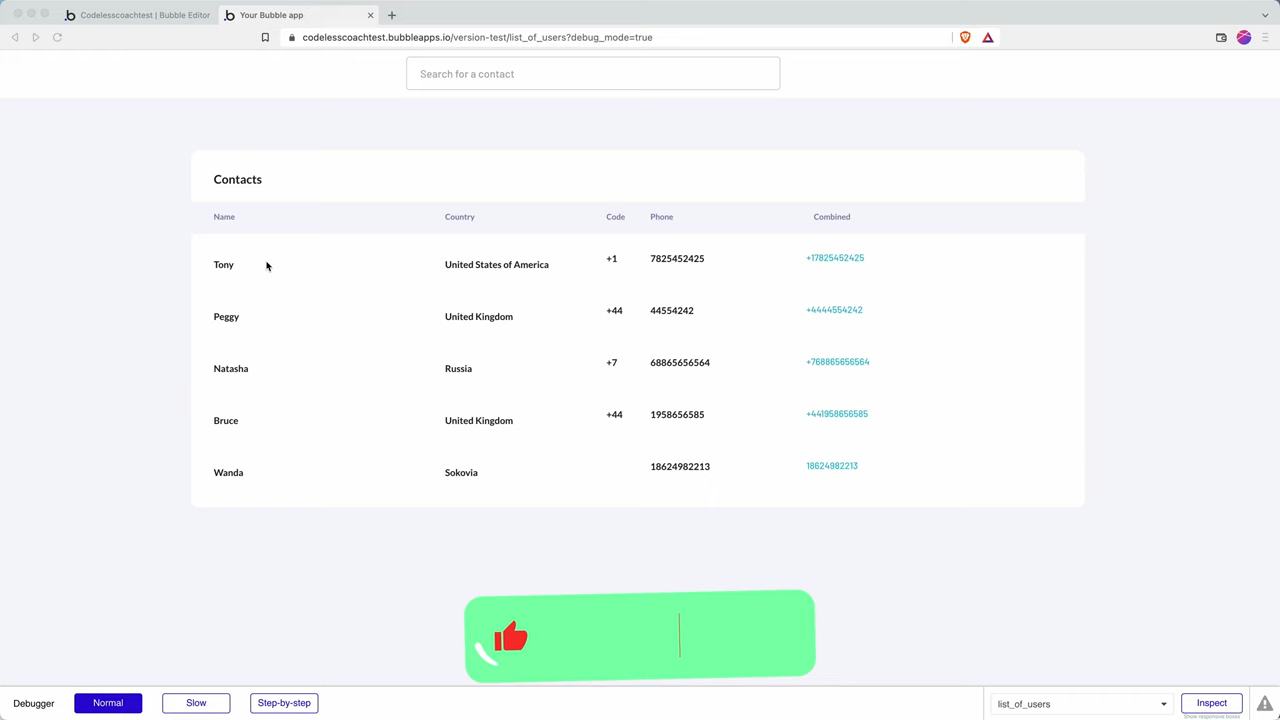 Codelesscoachtest | Bubble Editor
Your Bubble app
codelesscoachtest.bubbleapps.io/version-test/list_of_users?debug_mode=true
Search for a contact
Contacts
Name Country Code Phone Combined
Tony United States of America +1 7825452425 +17825452425
Peggy United Kingdom +44 44554242 +4444554242
Natasha Russia +7 68865656564 +768865656564
Bruce United Kingdom +44 1958656585 +441958656585
Wanda Sokovia 18624982213 18624982213
Debugger Normal Slow Step-by-step list_of_users Inspect
Show responsive boxes